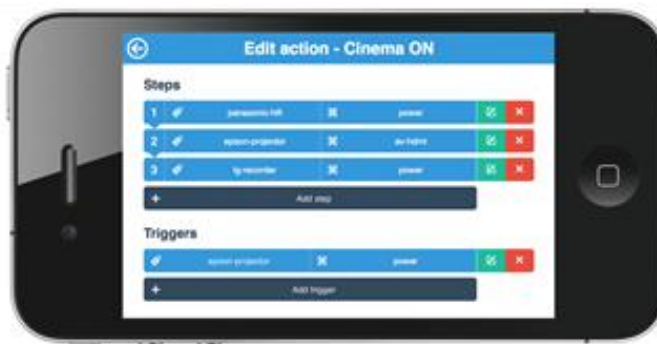 Edit action - Cinema ON
Steps
1 panasonic-hifi power
2 epson-projector av-hdmi
3 lg-recorder power
+ Add step
Triggers
epson-projector power
+ Add trigger